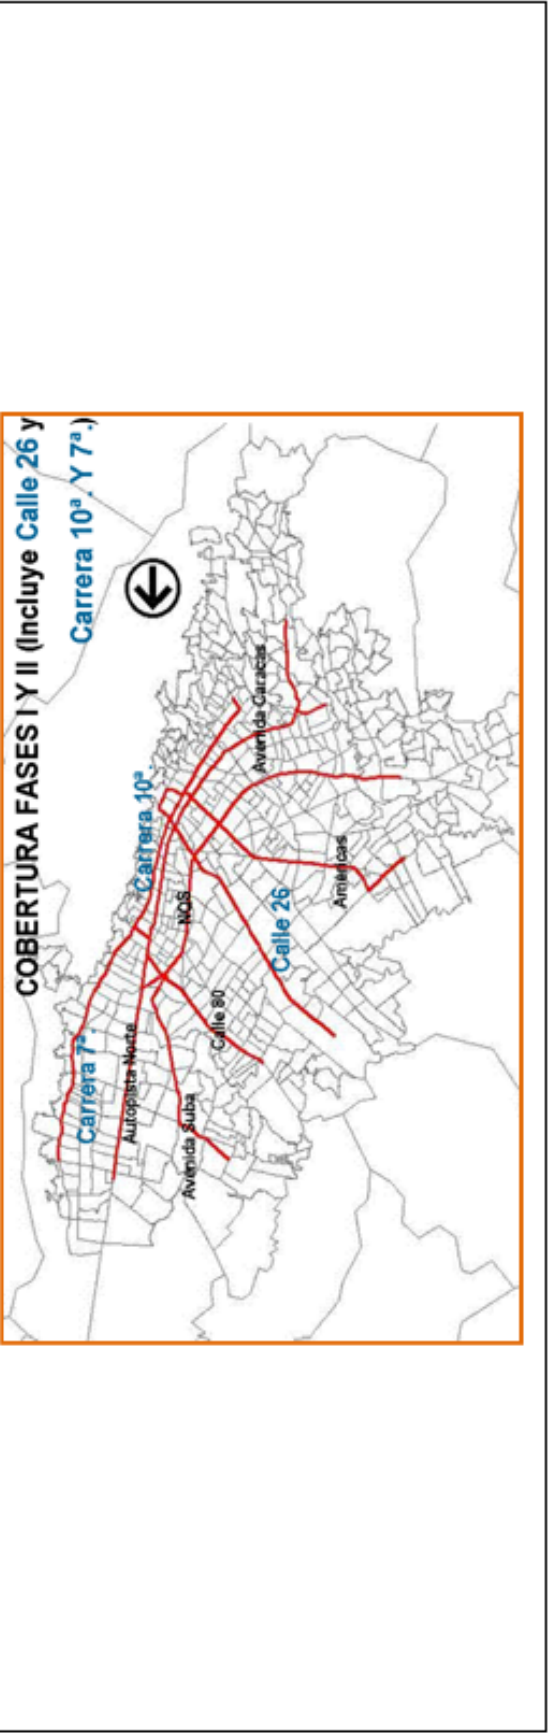 COBERTURA FASES I Y II (Incluye Calle 26 y
Carrera 10ª. Y 7ª.)
Carrera 7ª.
Carrera 10ª.
Autopista Norte
NQS
Avenida Caracas
Avenida Suba
Calle 80
Calle 26
Américas